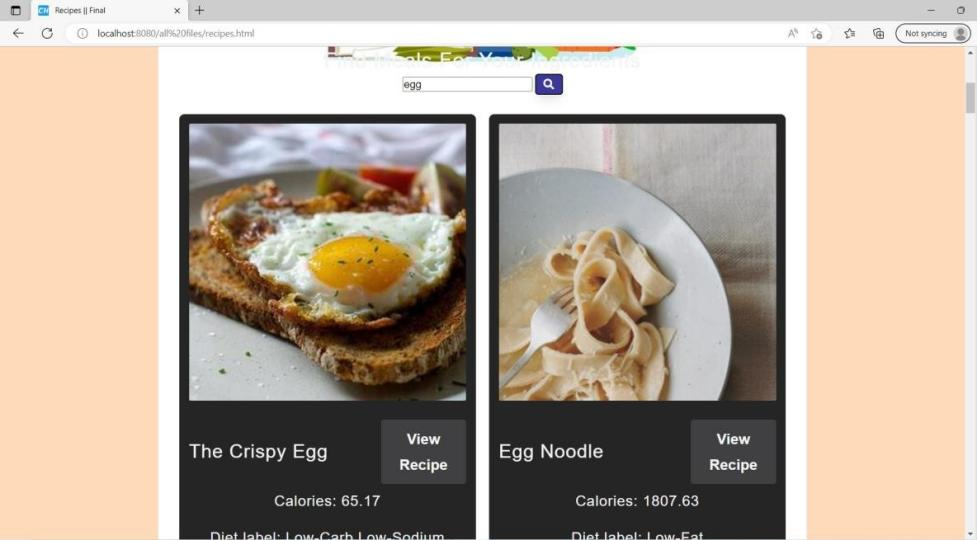 Recipes || Final
localhost:8080/all%20files/recipes.html
Not syncing
Find Meals For Your Ingredients
egg
The Crispy Egg
View
Recipe
Egg Noodle
View
Recipe
Calories: 65.17
Calories: 1807.63
Diet label: Low-Carb,Low-Sodium
Diet label: Low-Fat